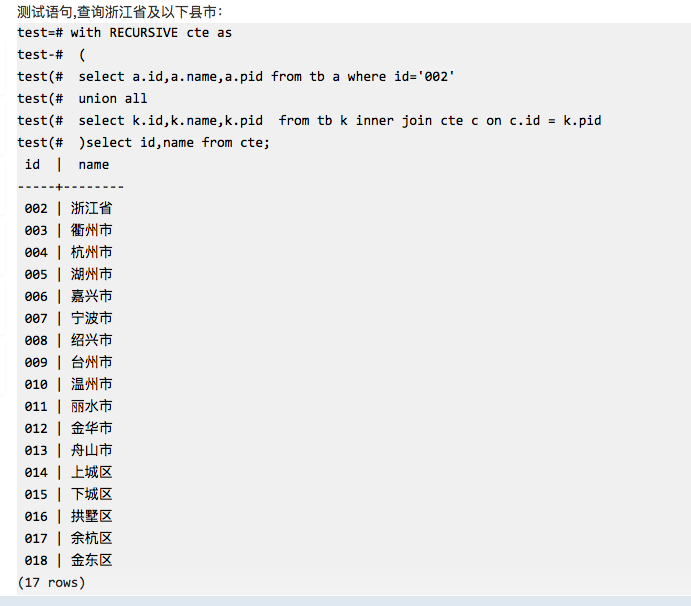 测试语句,查询浙江省及以下县市：
test=# with RECURSIVE cte as
test-#  (
test(#  select a.id,a.name,a.pid from tb a where id='002'
test(#  union all
test(#  select k.id,k.name,k.pid  from tb k inner join cte c on c.id = k.pid
test(#  )select id,name from cte;
 id  |  name
-----+--------
 002 | 浙江省
 003 | 衢州市
 004 | 杭州市
 005 | 湖州市
 006 | 嘉兴市
 007 | 宁波市
 008 | 绍兴市
 009 | 台州市
 010 | 温州市
 011 | 丽水市
 012 | 金华市
 013 | 舟山市
 014 | 上城区
 015 | 下城区
 016 | 拱墅区
 017 | 余杭区
 018 | 金东区
(17 rows)